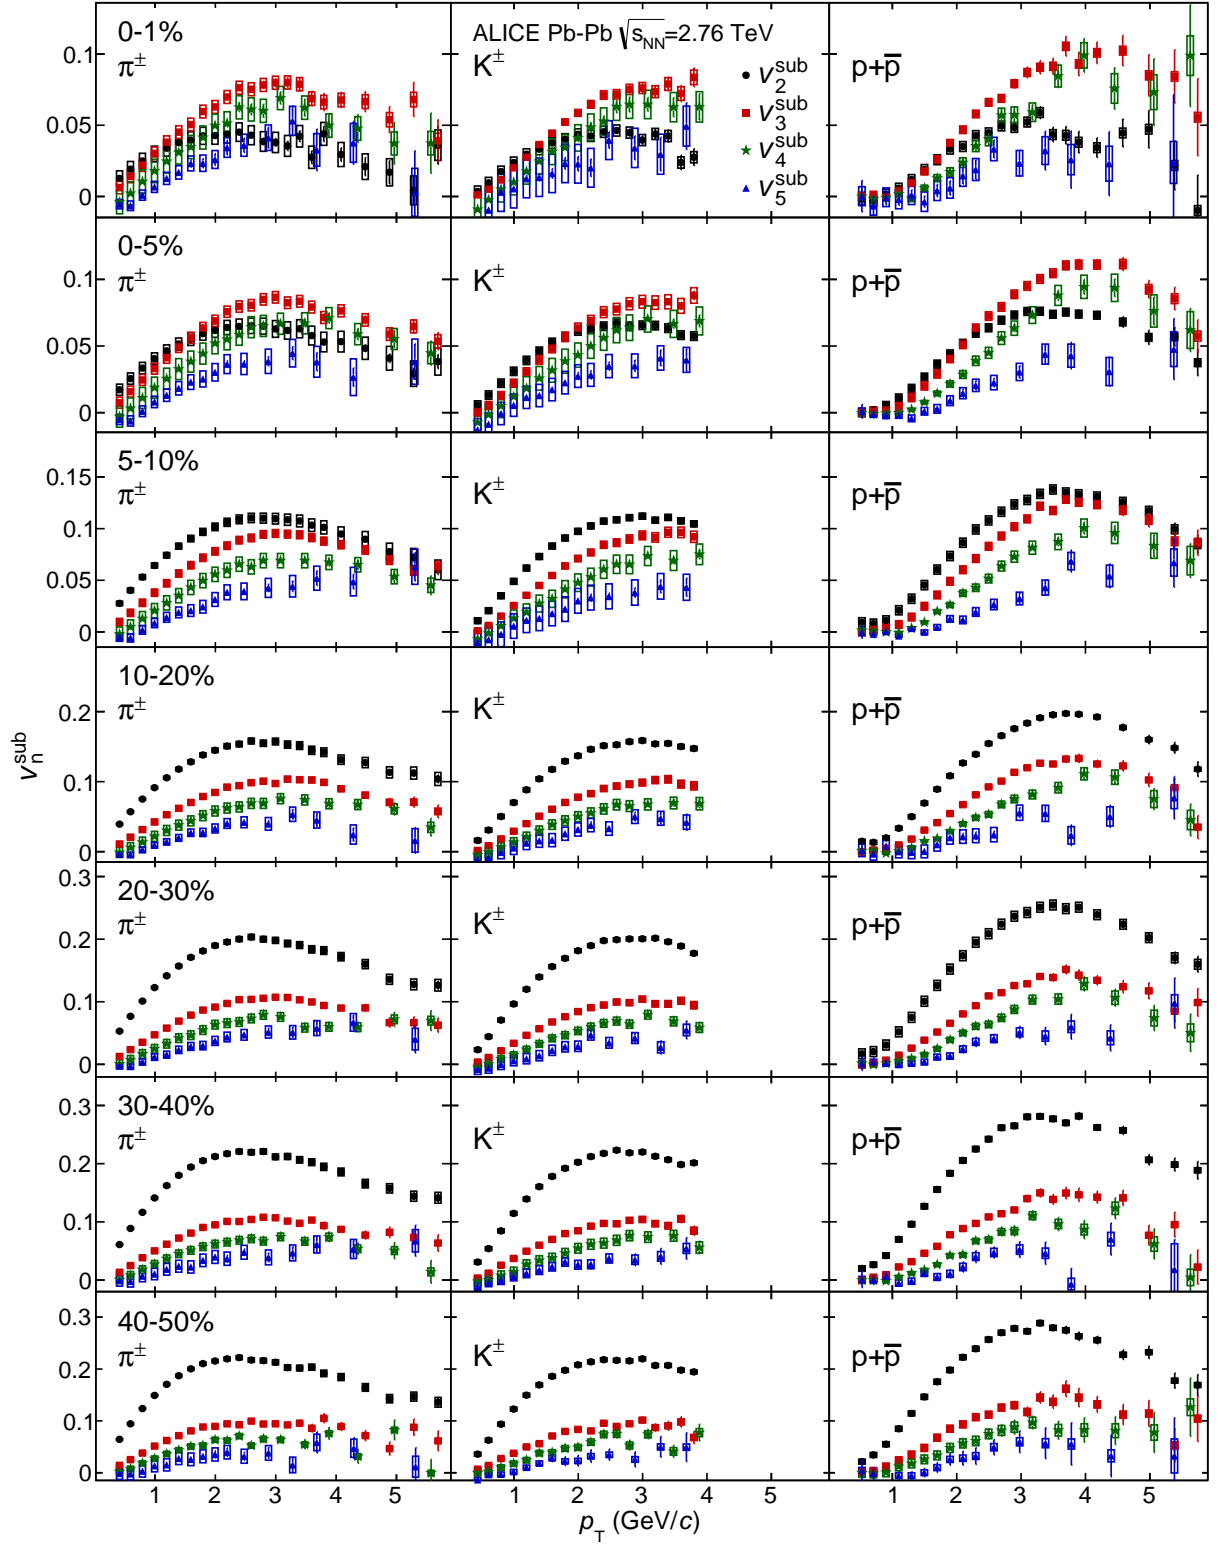 0-1%
π±
0.1
0.05
0
ALICE Pb-Pb √sNN=2.76 TeV
K±
v2sub
v3sub
v4sub
v5sub
p+p̅
0-5%
π±
K±
p+p̅
0.1
0.05
0
5-10%
π±
K±
p+p̅
0.15
0.1
0.05
0
10-20%
π±
K±
p+p̅
0.2
0.1
0
vnsub
20-30%
π±
K±
p+p̅
0.3
0.2
0.1
0
30-40%
π±
K±
p+p̅
0.3
0.2
0.1
0
40-50%
π±
K±
p+p̅
0.3
0.2
0.1
0
1 2 3 4 5 1 2 3 4 5 1 2 3 4 5
pT (GeV/c)